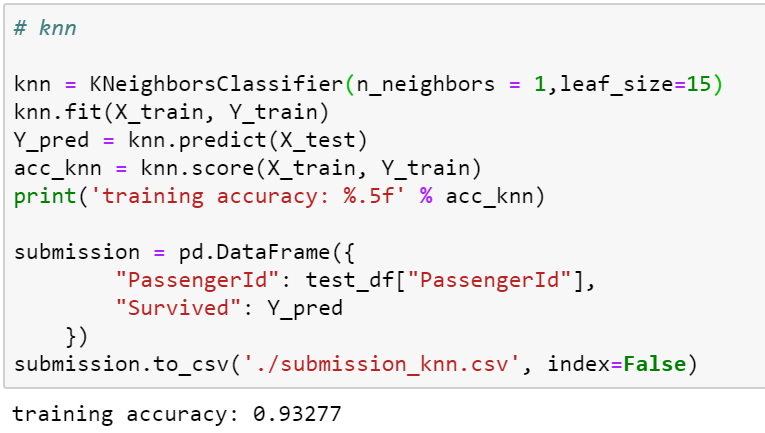 # knn
knn = KNeighborsClassifier(n_neighbors = 1,leaf_size=15)
knn.fit(X_train, Y_train)
Y_pred = knn.predict(X_test)
acc_knn = knn.score(X_train, Y_train)
print('training accuracy: %.5f' % acc_knn)
submission = pd.DataFrame({
        "PassengerId": test_df["PassengerId"],
        "Survived": Y_pred
    })
submission.to_csv('./submission_knn.csv', index=False)
training accuracy: 0.93277